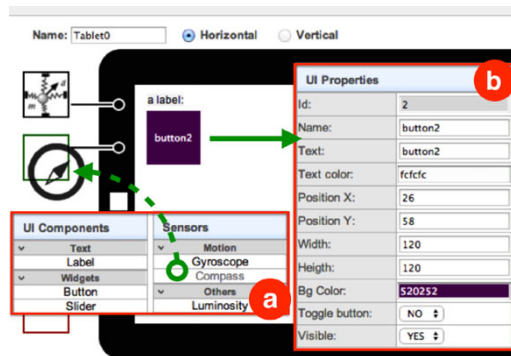 Name: Tablet0 Horizontal Vertical
m d
a label:
button2
UI Properties b
Id: 2
Name: button2
Text: button2
Text color: fcfcfc
Position X: 26
Position Y: 58
Width: 120
Heigth: 120
Bg Color: 520252
Toggle button: NO
Visible: YES
UI Components
Text
Label
Widgets
Button
Slider
Sensors
Motion
Gyroscope
Compass
Others
Luminosity
a